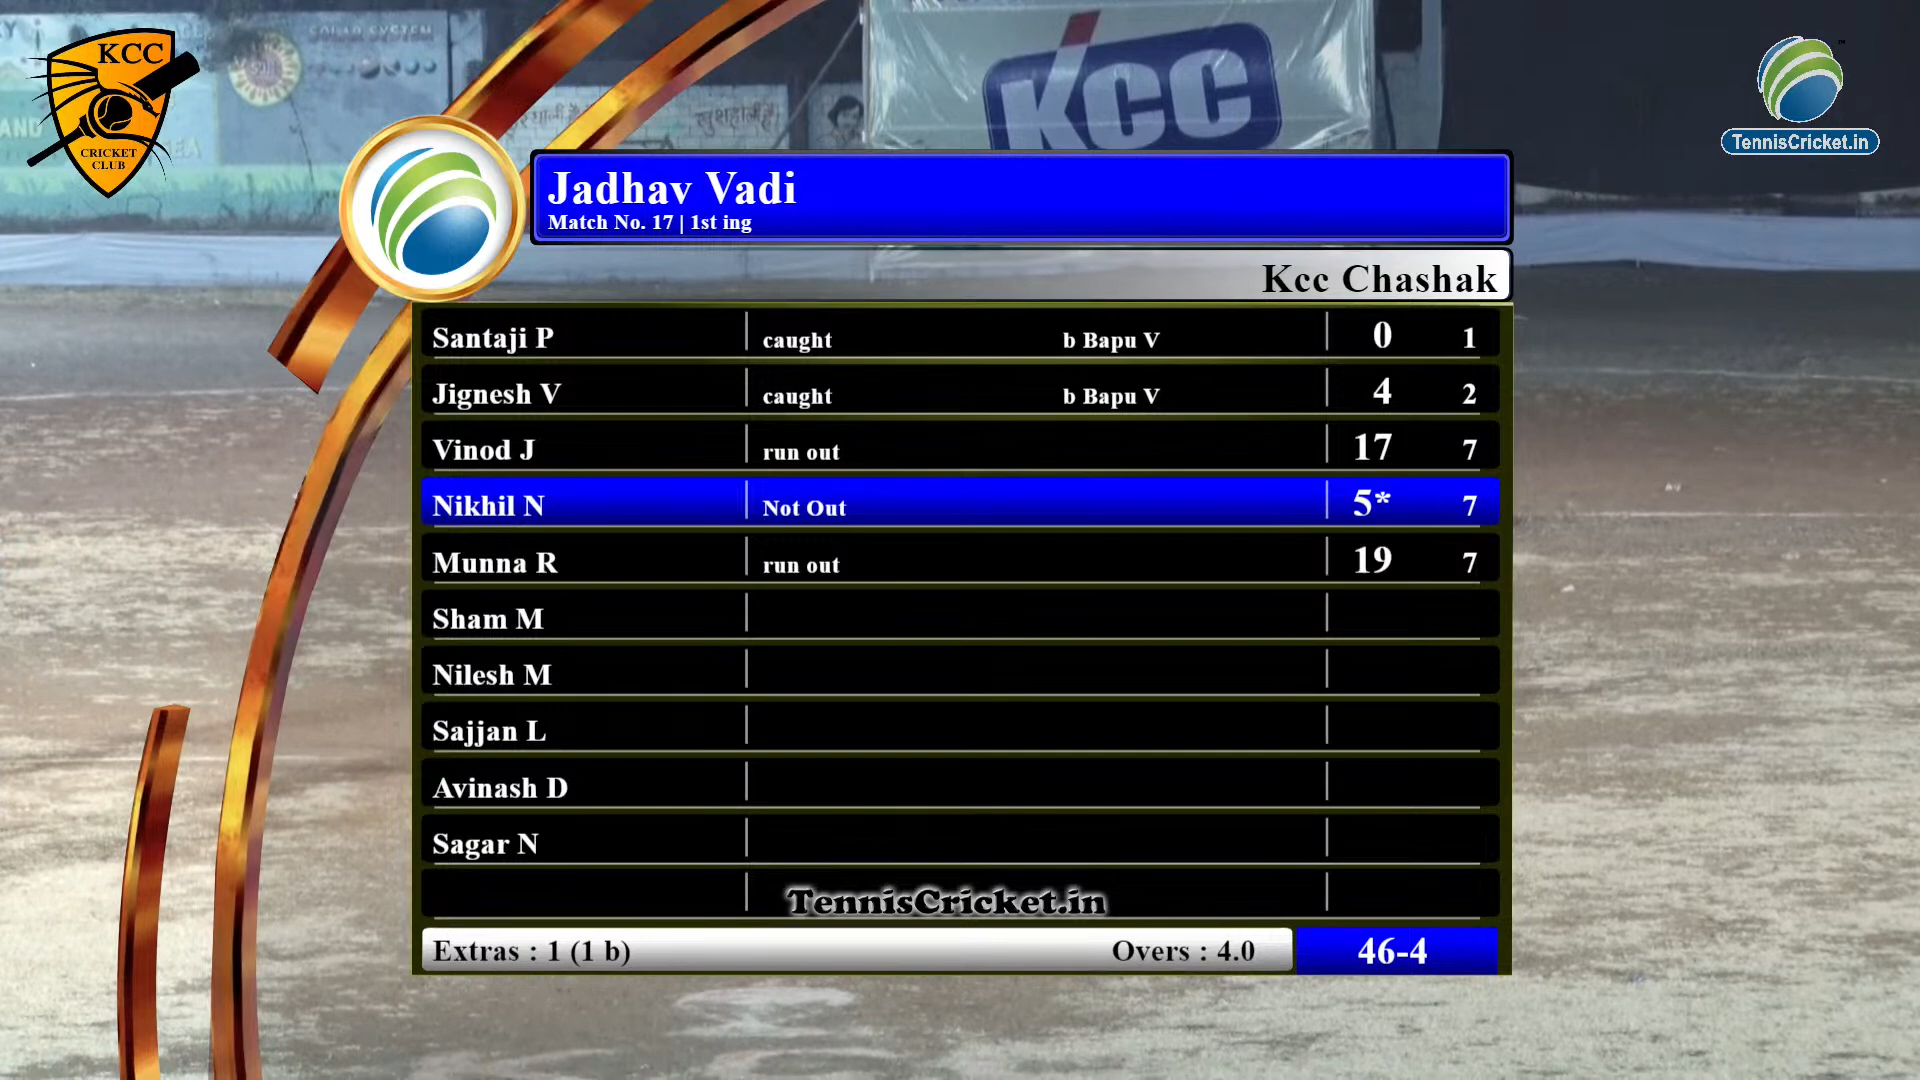 KCC
CRICKET
CLUB
SOLAR SYSTEM
KCC
TennisCricket.in
Jadhav Vadi
Match No. 17 | 1st ing
Kcc Chashak
Santaji P caught b Bapu V 0 1
Jignesh V caught b Bapu V 4 2
Vinod J run out 17 7
Nikhil N Not Out 5* 7
Munna R run out 19 7
Sham M
Nilesh M
Sajjan L
Avinash D
Sagar N
TennisCricket.in
Extras : 1 (1 b) Overs : 4.0 46-4